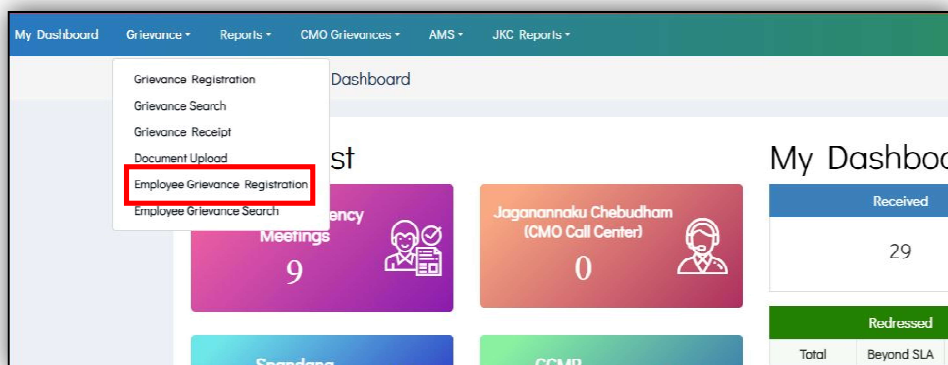 My Dashboard Grievance Reports CMO Grievances AMS JKC Reports
Grievance Registration
Dashboard
Grievance Search
Grievance Receipt
Document Upload
Employee Grievance Registration
Employee Grievance Search
st
My Dashboa
ency
Meetings
9
Jaganannaku Chebudham
(CMO Call Center)
0
Received
29
Redressed
Total Beyond SLA
Spandana